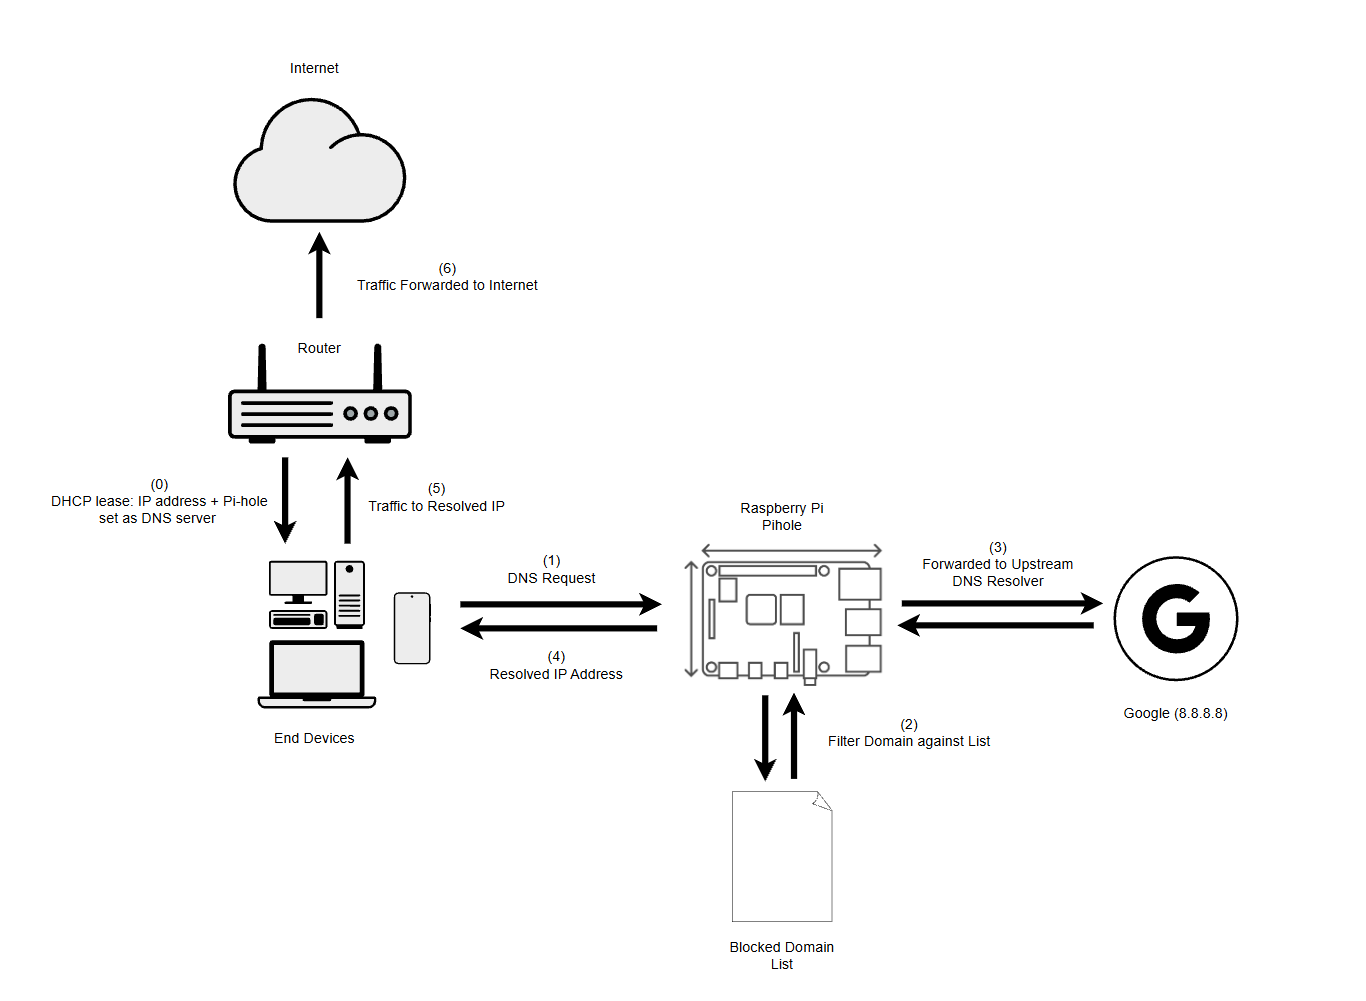 Internet
(6)
Traffic Forwarded to Internet
Router
(0)
DHCP lease: IP address + Pi-hole
set as DNS server
(5)
Traffic to Resolved IP
Raspberry Pi
Pihole
(1)
DNS Request
(3)
Forwarded to Upstream
DNS Resolver
(4)
Resolved IP Address
G
Google (8.8.8.8)
End Devices
(2)
Filter Domain against List
Blocked Domain
List